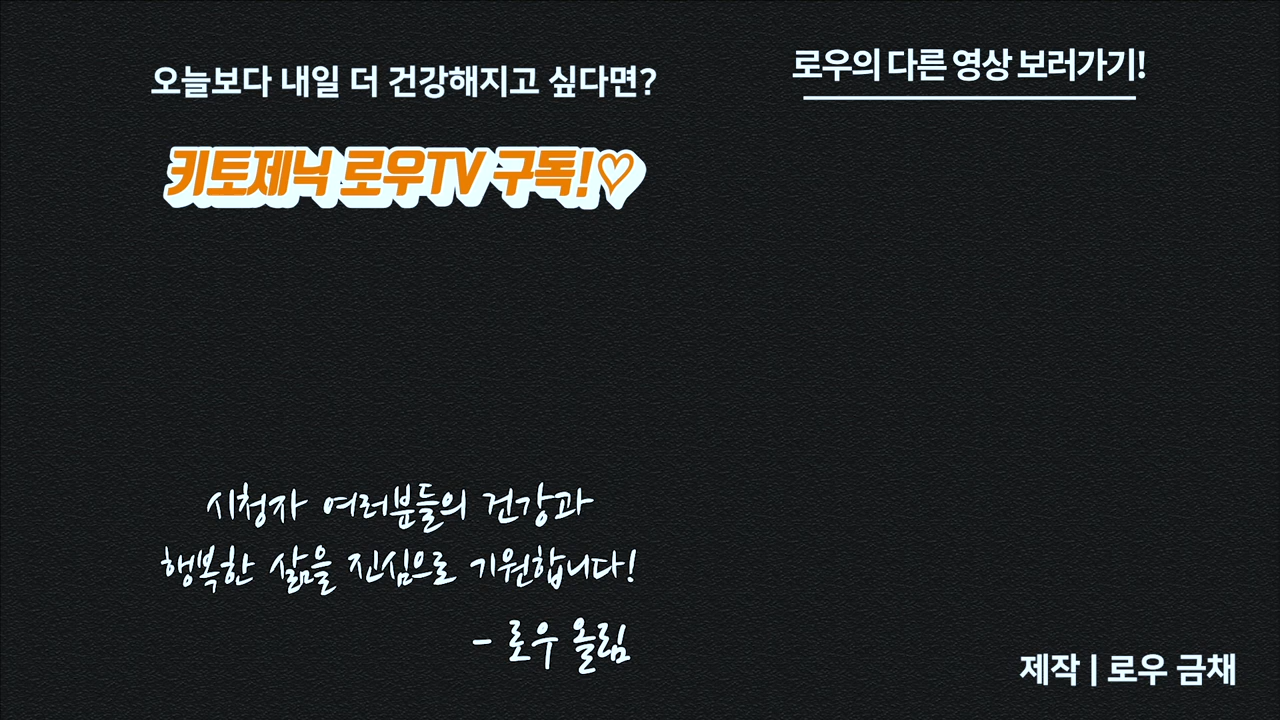 오늘보다 내일 더 건강해지고 싶다면?
키토제닉 로우TV 구독!♡
로우의 다른 영상 보러가기!
시청자 여러분들의 건강과
행복한 삶을 진심으로 기원합니다!
- 로우 올림
제작 | 로우 금채